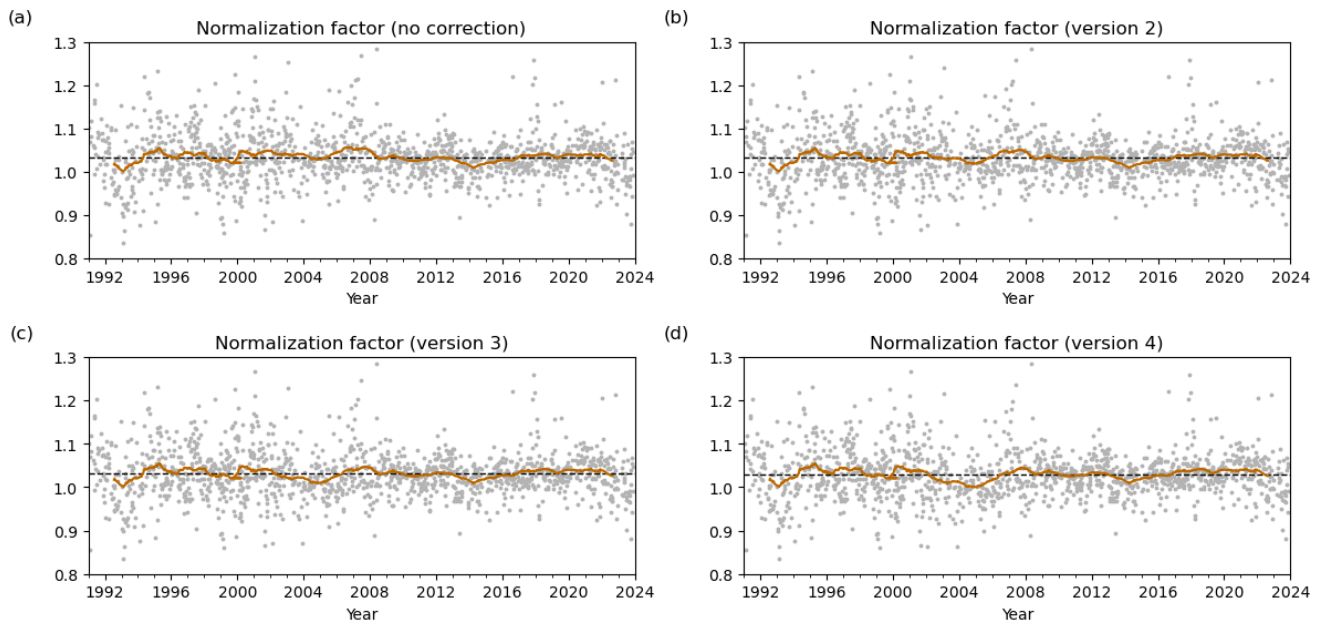 (a)
Normalization factor (no correction)
1.3
1.2
1.1
1.0
0.9
0.8
1992 1996 2000 2004 2008 2012 2016 2020 2024
Year
(b)
Normalization factor (version 2)
1.3
1.2
1.1
1.0
0.9
0.8
1992 1996 2000 2004 2008 2012 2016 2020 2024
Year
(c)
Normalization factor (version 3)
1.3
1.2
1.1
1.0
0.9
0.8
1992 1996 2000 2004 2008 2012 2016 2020 2024
Year
(d)
Normalization factor (version 4)
1.3
1.2
1.1
1.0
0.9
0.8
1992 1996 2000 2004 2008 2012 2016 2020 2024
Year